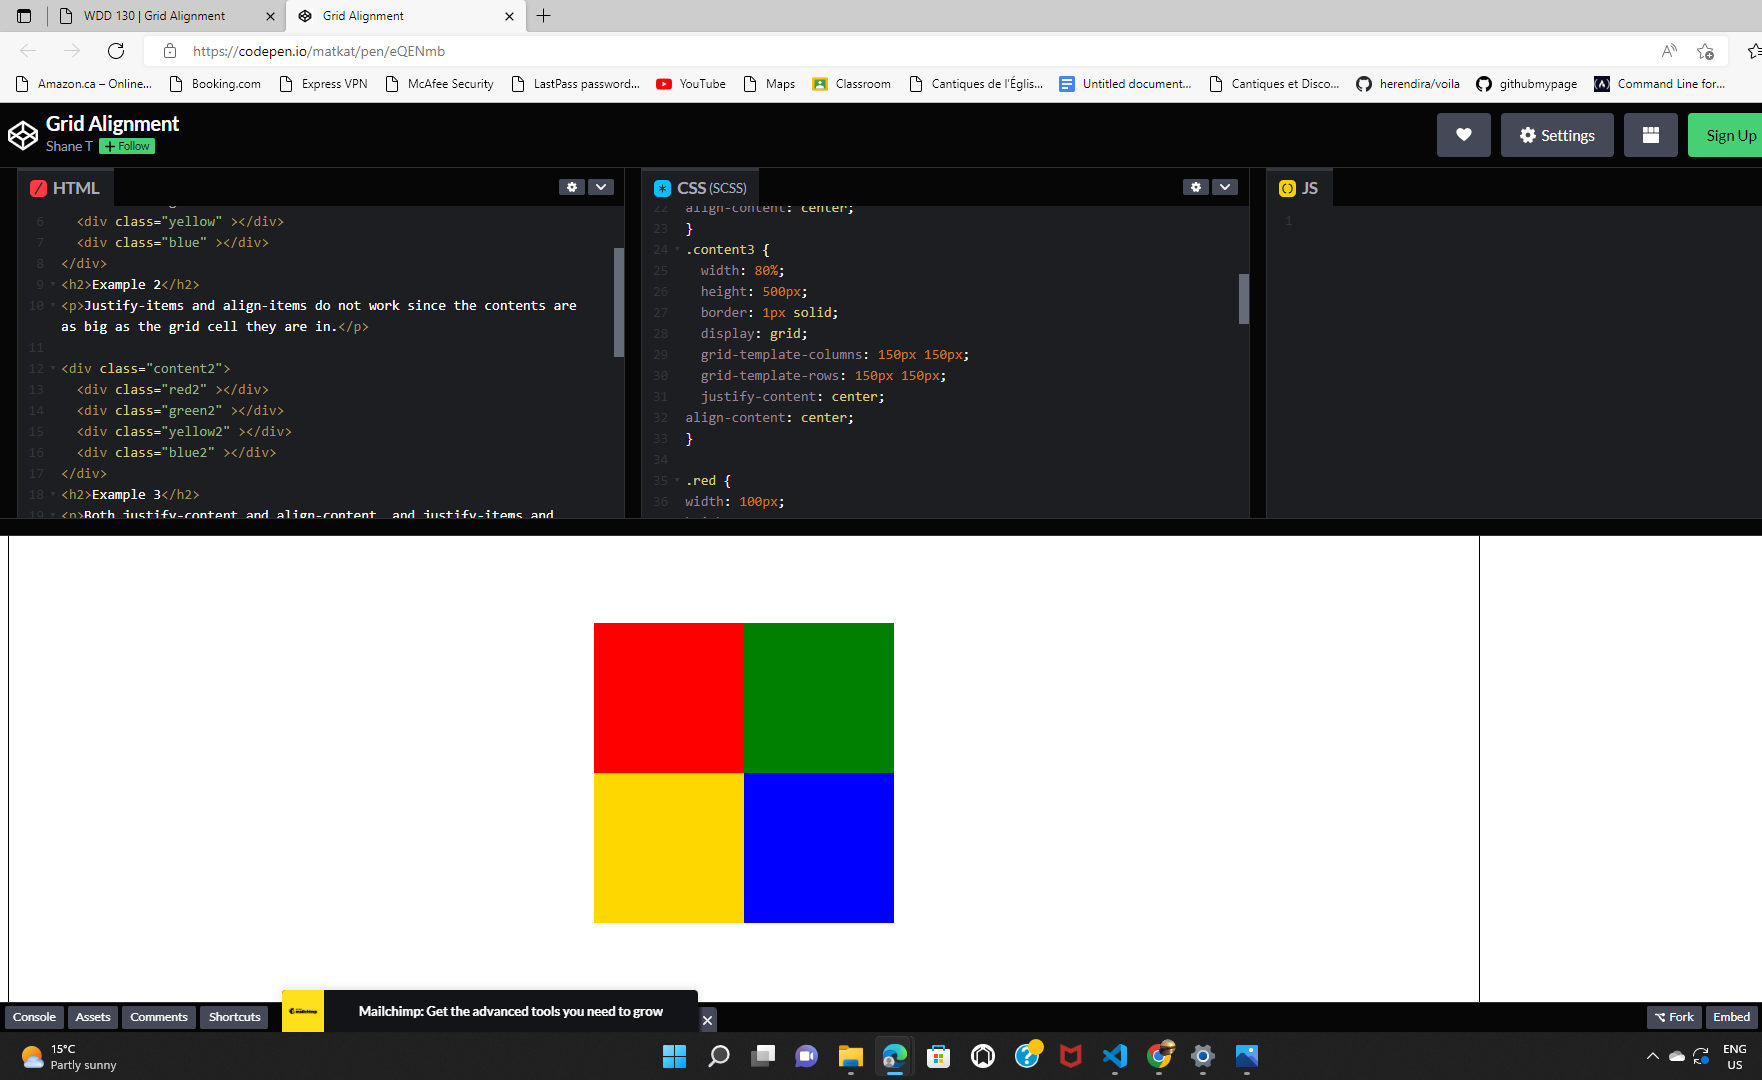 WDD 130 | Grid Alignment
Grid Alignment
https://codepen.io/matkat/pen/eQENmb
Amazon.ca – Online...
Booking.com
Express VPN
McAfee Security
LastPass password...
YouTube
Maps
Classroom
Cantiques de l'Églis...
Untitled document...
Cantiques et Disco...
herendira/voila
githubmypage
Command Line for...
Grid Alignment
Shane T + Follow
Settings
Sign Up
HTML
6 <div class="yellow" ></div>
7 <div class="blue" ></div>
8 </div>
9 <h2>Example 2</h2>
10 <p>Justify-items and align-items do not work since the contents are
as big as the grid cell they are in.</p>
11
12 <div class="content2">
13 <div class="red2" ></div>
14 <div class="green2" ></div>
15 <div class="yellow2" ></div>
16 <div class="blue2" ></div>
17 </div>
18 <h2>Example 3</h2>
19 <p>Both justify-content and align-content, and justify-items and
CSS (SCSS)
22 align-content: center;
23 }
24 .content3 {
25 width: 80%;
26 height: 500px;
27 border: 1px solid;
28 display: grid;
29 grid-template-columns: 150px 150px;
30 grid-template-rows: 150px 150px;
31 justify-content: center;
32 align-content: center;
33 }
34
35 .red {
36 width: 100px;
JS
1
Console
Assets
Comments
Shortcuts
mailchimp
Mailchimp: Get the advanced tools you need to grow
Fork
Embed
15°C
Partly sunny
ENG
US